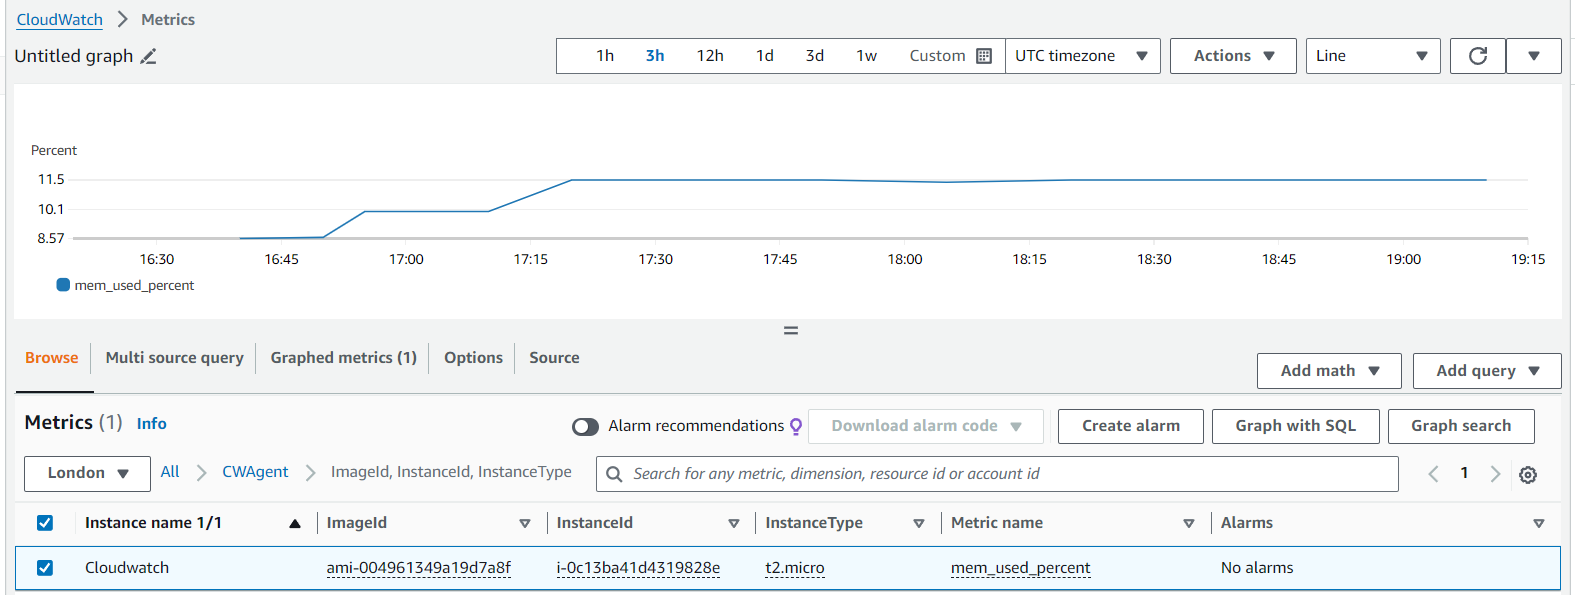 CloudWatch > Metrics
Untitled graph
1h 3h 12h 1d 3d 1w Custom UTC timezone Actions Line
Percent
11.5
10.1
8.57
16:30 16:45 17:00 17:15 17:30 17:45 18:00 18:15 18:30 18:45 19:00 19:15
mem_used_percent
Browse Multi source query Graphed metrics (1) Options Source
Add math Add query
Metrics (1) Info
Alarm recommendations Download alarm code Create alarm Graph with SQL Graph search
London All > CWAgent > ImageId, InstanceId, InstanceType
Search for any metric, dimension, resource id or account id
1
Instance name 1/1 ImageId InstanceId InstanceType Metric name Alarms
Cloudwatch ami-004961349a19d7a8f i-0c13ba41d4319828e t2.micro mem_used_percent No alarms